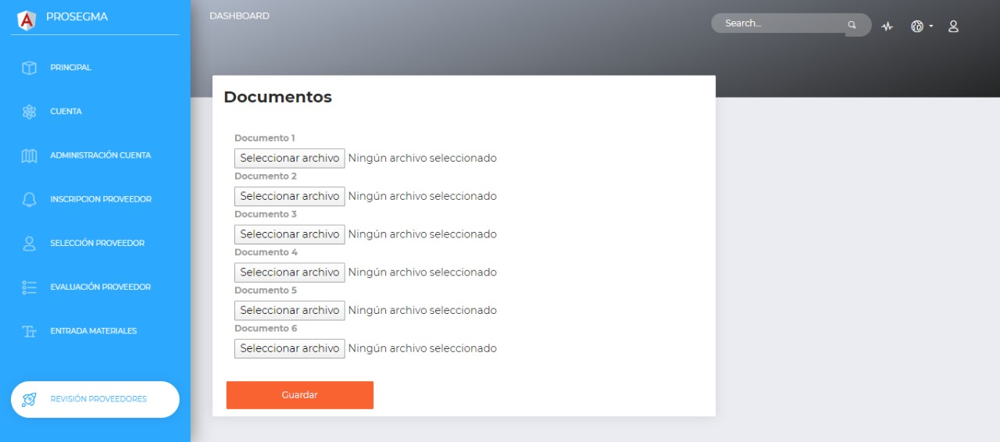 PROSEGMA
DASHBOARD
Search...
PRINCIPAL
CUENTA
ADMINISTRACIÓN CUENTA
INSCRIPCION PROVEEDOR
SELECCIÓN PROVEEDOR
EVALUACIÓN PROVEEDOR
ENTRADA MATERIALES
REVISIÓN PROVEEDORES
Documentos
Documento 1
Seleccionar archivo Ningún archivo seleccionado
Documento 2
Seleccionar archivo Ningún archivo seleccionado
Documento 3
Seleccionar archivo Ningún archivo seleccionado
Documento 4
Seleccionar archivo Ningún archivo seleccionado
Documento 5
Seleccionar archivo Ningún archivo seleccionado
Documento 6
Seleccionar archivo Ningún archivo seleccionado
Guardar